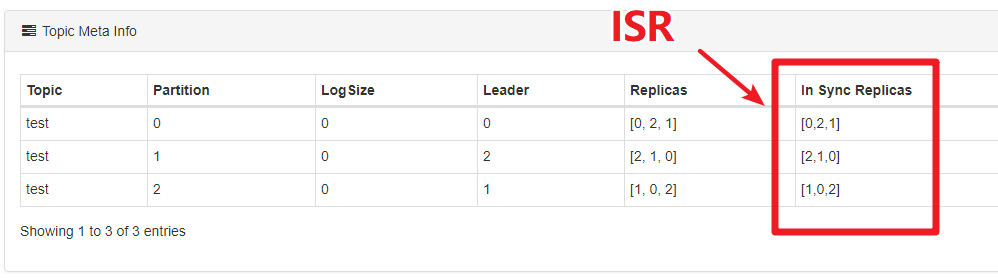 Topic Meta Info
ISR
Topic Partition LogSize Leader Replicas In Sync Replicas
test 0 0 0 [0, 2, 1] [0,2,1]
test 1 0 2 [2, 1, 0] [2,1,0]
test 2 0 1 [1, 0, 2] [1,0,2]
Showing 1 to 3 of 3 entries